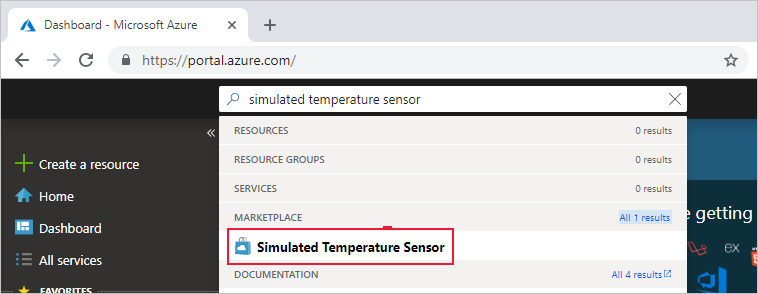 Dashboard - Microsoft Azure
https://portal.azure.com/
simulated temperature sensor
RESOURCES 0 results
RESOURCE GROUPS 0 results
SERVICES 0 results
MARKETPLACE All 1 results
Simulated Temperature Sensor
DOCUMENTATION All 4 results
Create a resource
Home
Dashboard
All services
FAVORITES
e getting
ex